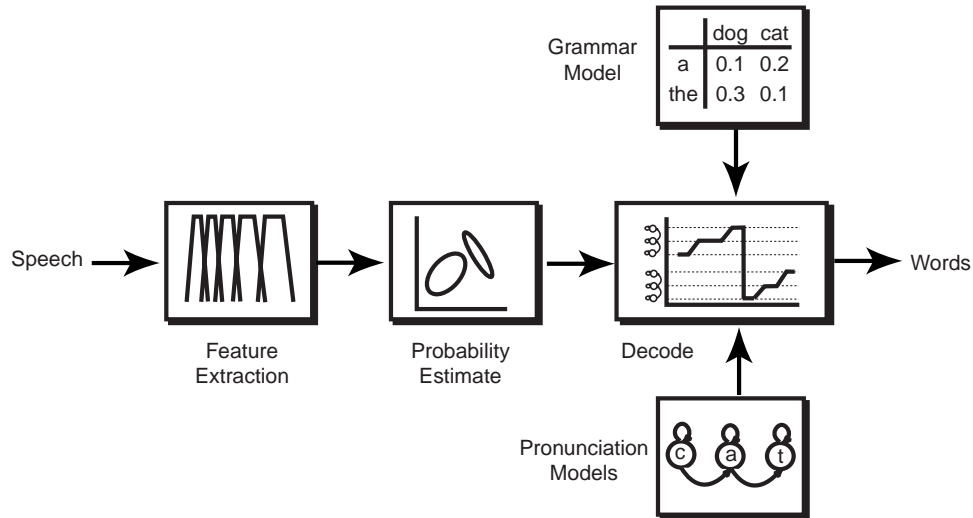 Grammar
Model
dog cat
a 0.1 0.2
the 0.3 0.1
Speech
Words
Feature
Extraction
Probability
Estimate
Decode
Pronunciation
Models
c a t